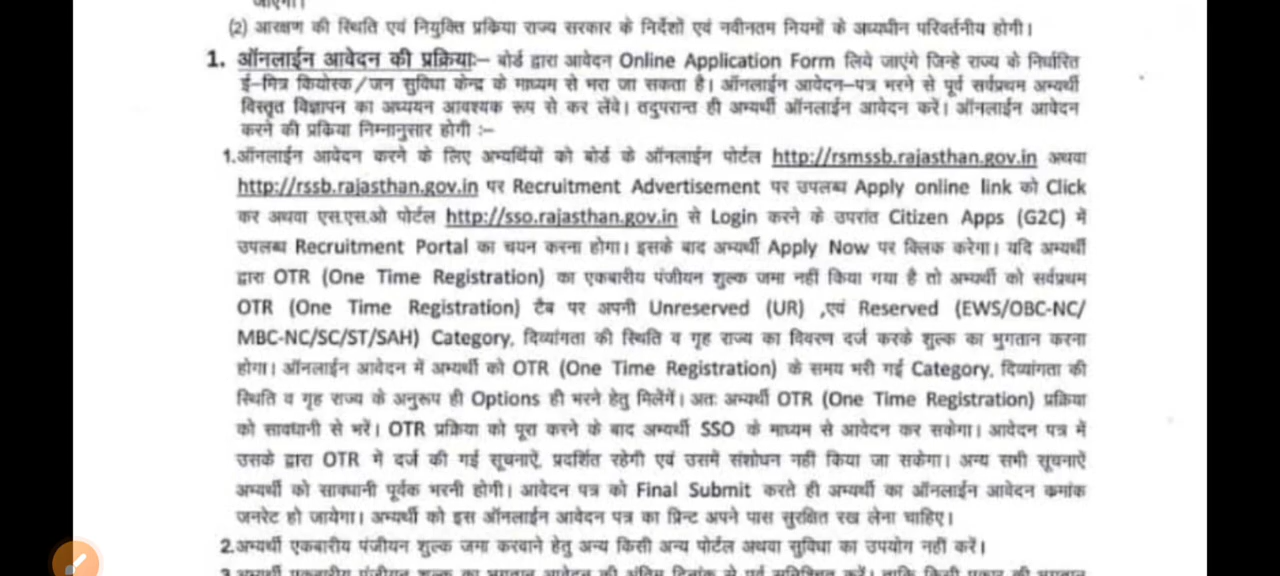 जाएगा।
(2) आरक्षण की स्थिति एवं नियुक्ति प्रक्रिया राज्य सरकार के निर्देशों एवं नवीनतम नियमों के अध्यधीन परिवर्तनीय होगी।
1. ऑनलाईन आवेदन की प्रक्रियाः– बोर्ड द्वारा आवेदन Online Application Form लिये जाएंगे जिन्हे राज्य के निर्धारित
ई–मित्र कियोस्क/जन सुविधा केन्द्र के माध्यम से भरा जा सकता है। ऑनलाईन आवेदन–पत्र भरने से पूर्व सर्वप्रथम अभ्यर्थी
विस्तृत विज्ञापन का अध्ययन आवश्यक रूप से कर लेंवे। तदुपरान्त ही अभ्यर्थी ऑनलाईन आवेदन करें। ऑनलाईन आवेदन
करने की प्रकिया निम्नानुसार होगी :–
1.ऑनलाईन आवेदन करने के लिए अभ्यर्थियों को बोर्ड के ऑनलाईन पोर्टल http://rsmssb.rajasthan.gov.in अथवा
http://rssb.rajasthan.gov.in पर Recruitment Advertisement पर उपलब्ध Apply online link को Click
कर अथवा एस.एस.ओ पोर्टल http://sso.rajasthan.gov.in से Login करने के उपरांत Citizen Apps (G2C) में
उपलब्ध Recruitment Portal का चयन करना होगा। इसके बाद अभ्यर्थी Apply Now पर क्लिक करेगा। यदि अभ्यर्थी
द्वारा OTR (One Time Registration) का एकबारीय पंजीयन शुल्क जमा नहीं किया गया है तो अभ्यर्थी को सर्वप्रथम
OTR (One Time Registration) टैब पर अपनी Unreserved (UR) ,एवं Reserved (EWS/OBC-NC/
MBC-NC/SC/ST/SAH) Category, दिव्यांगता की स्थिति व गृह राज्य का विवरण दर्ज करके शुल्क का भुगतान करना
होगा। ऑनलाईन आवेदन में अभ्यर्थी को OTR (One Time Registration) के समय भरी गई Category, दिव्यांगता की
स्थिति व गृह राज्य के अनुरूप ही Options ही भरने हेतु मिलेंगें। अतः अभ्यर्थी OTR (One Time Registration) प्रक्रिया
को सावधानी से भरें। OTR प्रक्रिया को पूरा करने के बाद अभ्यर्थी SSO के माध्यम से आवेदन कर सकेगा। आवेदन पत्र में
उसके द्वारा OTR में दर्ज की गई सूचनाऐं, प्रदर्शित रहेगी एवं उसमें संशोधन नहीं किया जा सकेगा। अन्य सभी सूचनाऐं
अभ्यर्थी को सावधानी पूर्वक भरनी होगी। आवेदन पत्र को Final Submit करते ही अभ्यर्थी का ऑनलाईन आवेदन कमांक
जनरेट हो जायेगा। अभ्यर्थी को इस ऑनलाईन आवेदन पत्र का प्रिन्ट अपने पास सुरक्षित रख लेना चाहिए।
2.अभ्यर्थी एकबारीय पंजीयन शुल्क जमा करवाने हेतु अन्य किसी अन्य पोर्टल अथवा सुविधा का उपयोग नहीं करें।
3.अभ्यर्थी एकबारीय पंजीयन शुल्क का भुगतान आवेदन की अंतिम दिनांक से पूर्व सुनिश्चित करें। ताकि किसी प्रकार की भुगतान